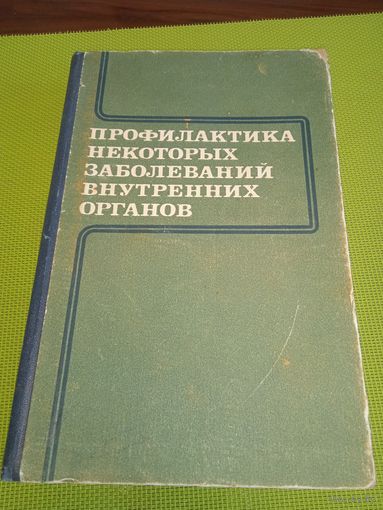 ПРОФИЛАКТИКА
НЕКОТОРЫХ
ЗАБОЛЕВАНИЙ
ВНУТРЕННИХ
ОРГАНОВ